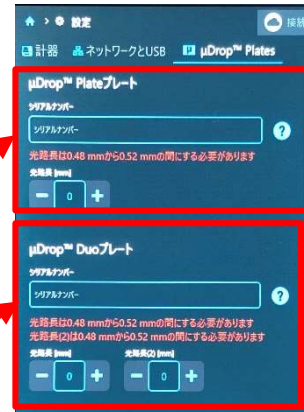 > 設定
接続
計器 ネットワークとUSB µDrop™ Plates
µDrop™ Plateプレート
シリアルナンバー
シリアルナンバー
?
光路長は0.48 mmから0.52 mmの間にする必要があります
光路長 [mm]
− 0 +
µDrop™ Duoプレート
シリアルナンバー
シリアルナンバー
?
光路長は0.48 mmから0.52 mmの間にする必要があります
光路長(2)は0.48 mmから0.52 mmの間にする必要があります
光路長 [mm] 光路長(2) [mm]
− 0 + − 0 +